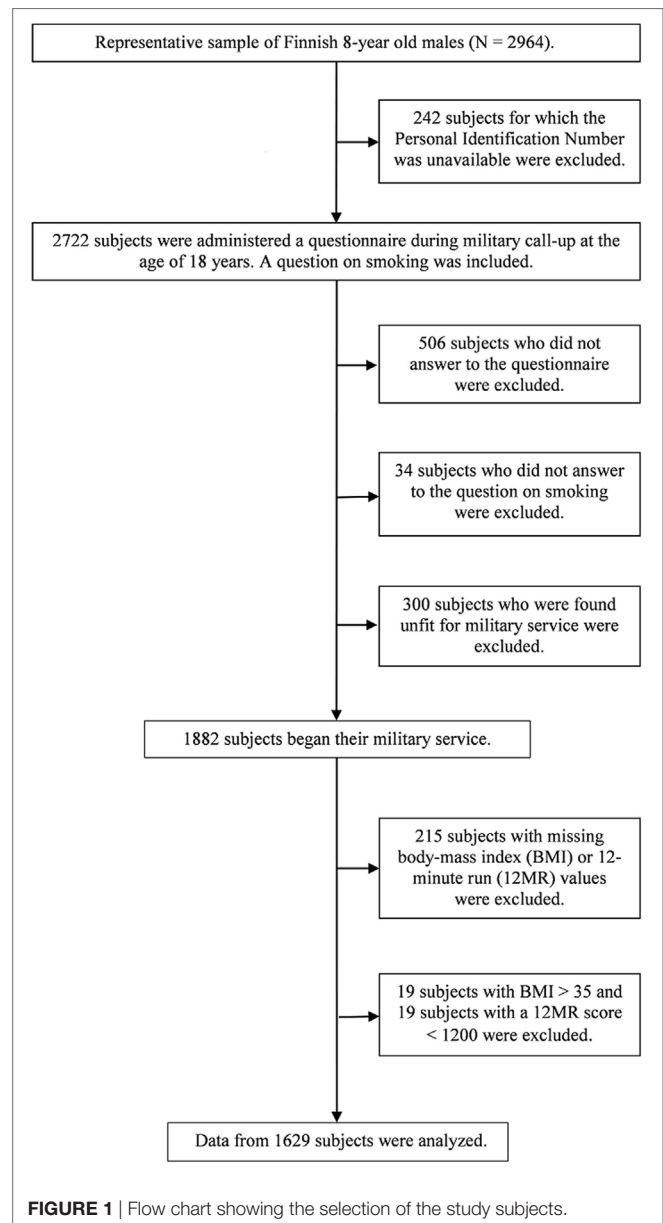 Representative sample of Finnish 8-year old males (N = 2964).
242 subjects for which the
Personal Identification Number
was unavailable were excluded.
2722 subjects were administered a questionnaire during military call-up at the
age of 18 years. A question on smoking was included.
506 subjects who did not
answer to the questionnaire
were excluded.
34 subjects who did not answer
to the question on smoking
were excluded.
300 subjects who were found
unfit for military service were
excluded.
1882 subjects began their military service.
215 subjects with missing
body-mass index (BMI) or 12-
minute run (12MR) values
were excluded.
19 subjects with BMI > 35 and
19 subjects with a 12MR score
< 1200 were excluded.
Data from 1629 subjects were analyzed.
FIGURE 1 | Flow chart showing the selection of the study subjects.